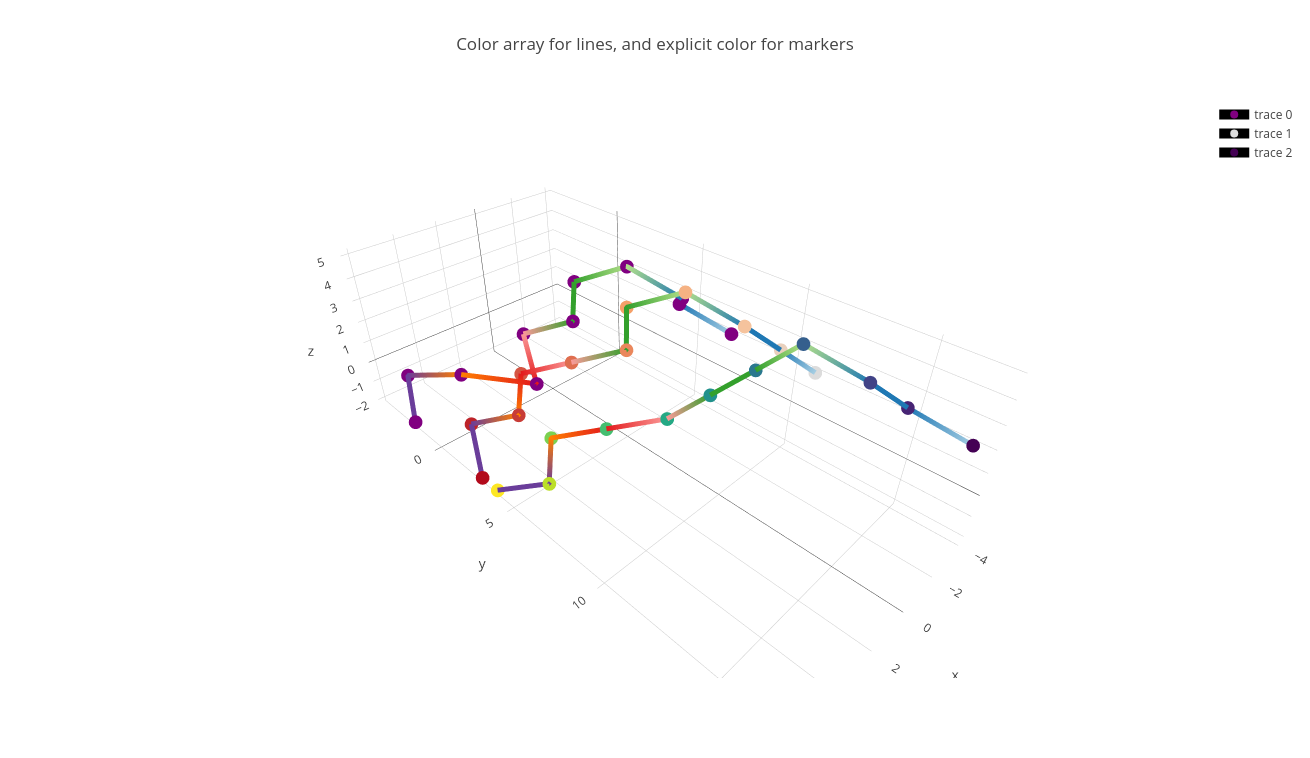 Color array for lines, and explicit color for markers
trace 0
trace 1
trace 2
5
4
3
2
1
0
−1
−2
z
0
5
10
y
−4
−2
0
2
x